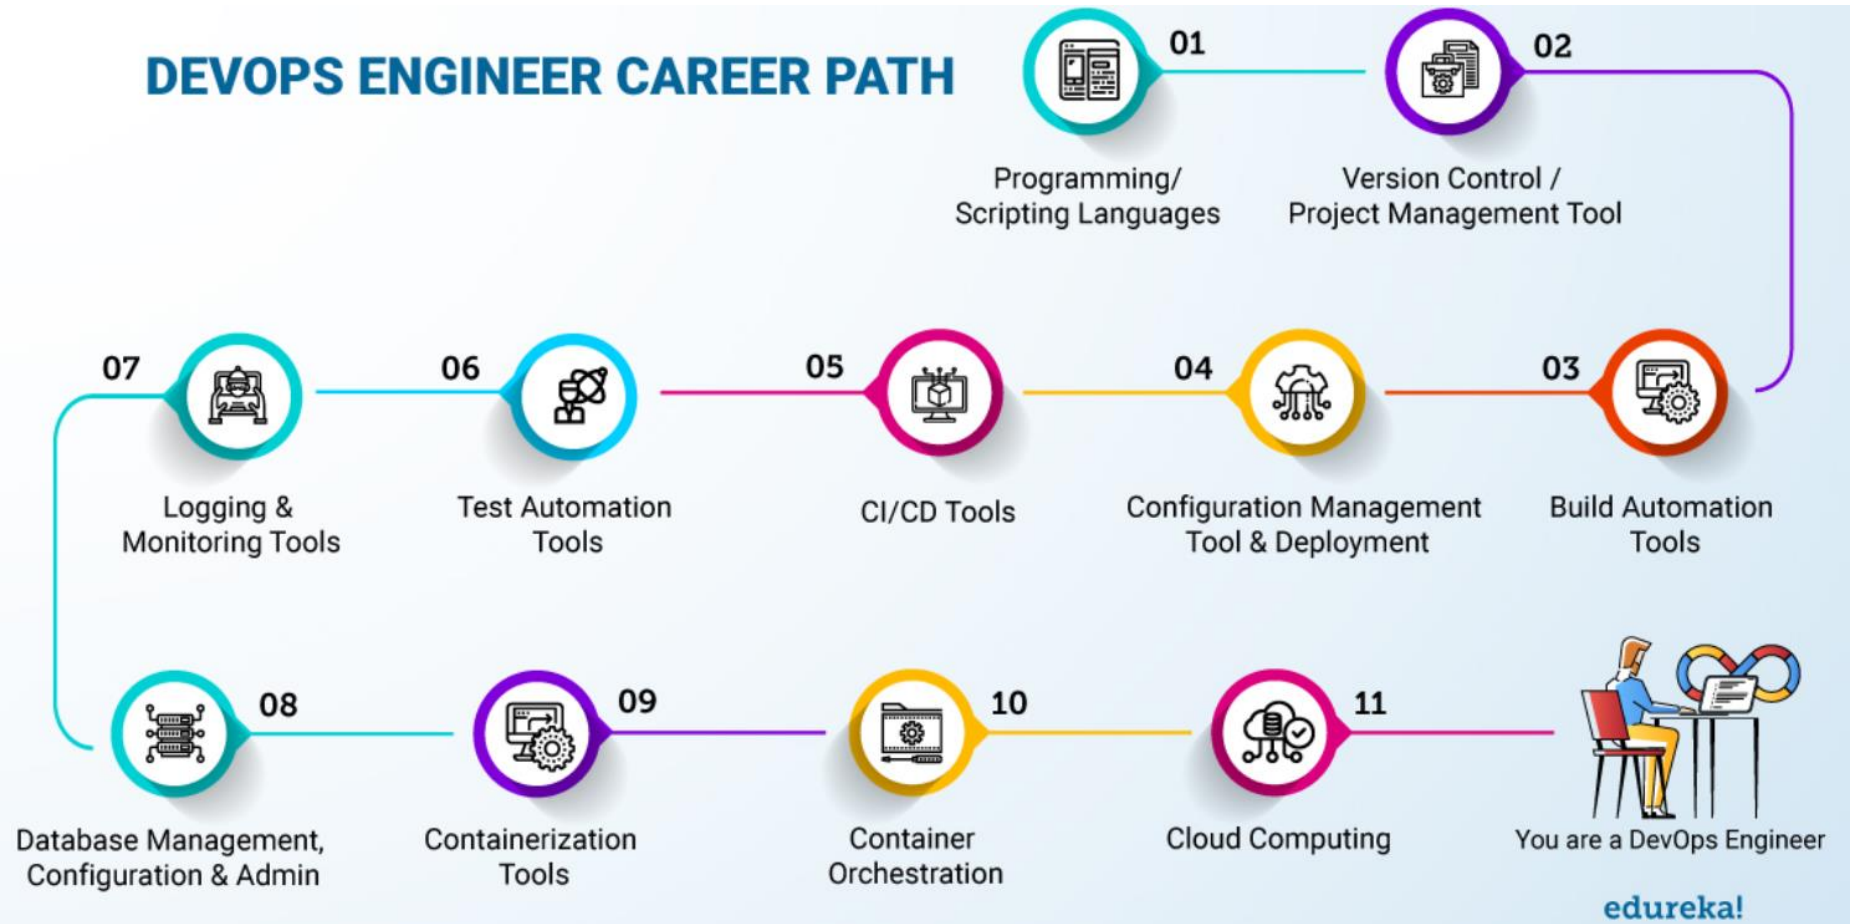 DEVOPS ENGINEER CAREER PATH
01
Programming/
Scripting Languages
02
Version Control /
Project Management Tool
03
Build Automation
Tools
04
Configuration Management
Tool & Deployment
05
CI/CD Tools
06
Test Automation
Tools
07
Logging &
Monitoring Tools
08
Database Management,
Configuration & Admin
09
Containerization
Tools
10
Container
Orchestration
11
Cloud Computing
You are a DevOps Engineer
edureka!